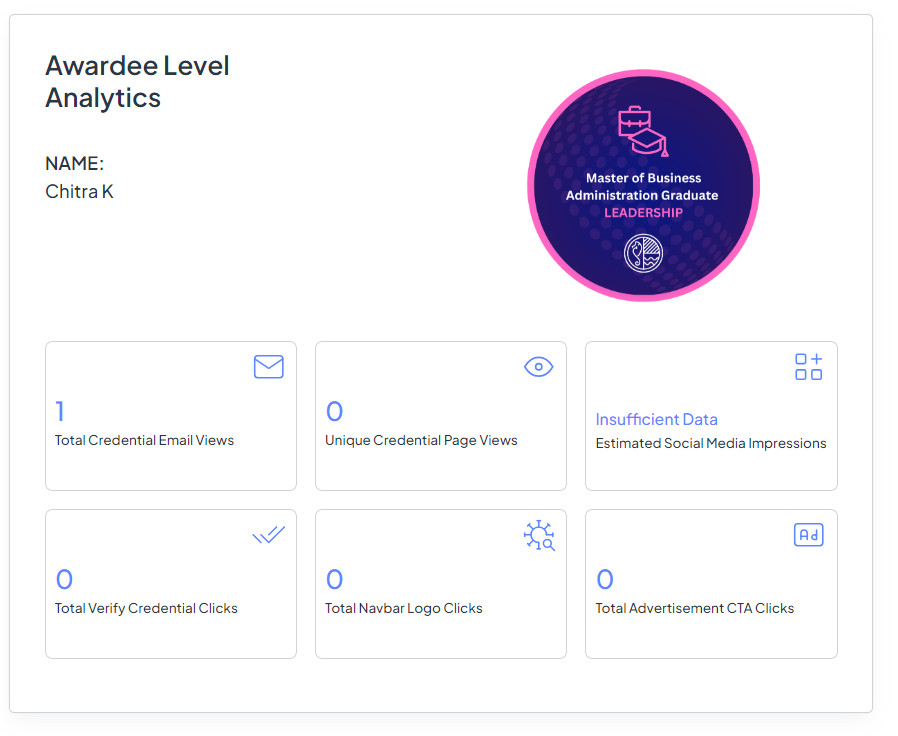 Awardee Level
Analytics
NAME:
Chitra K
Master of Business
Administration Graduate
LEADERSHIP
1
Total Credential Email Views
0
Unique Credential Page Views
Insufficient Data
Estimated Social Media Impressions
0
Total Verify Credential Clicks
0
Total Navbar Logo Clicks
Ad
0
Total Advertisement CTA Clicks